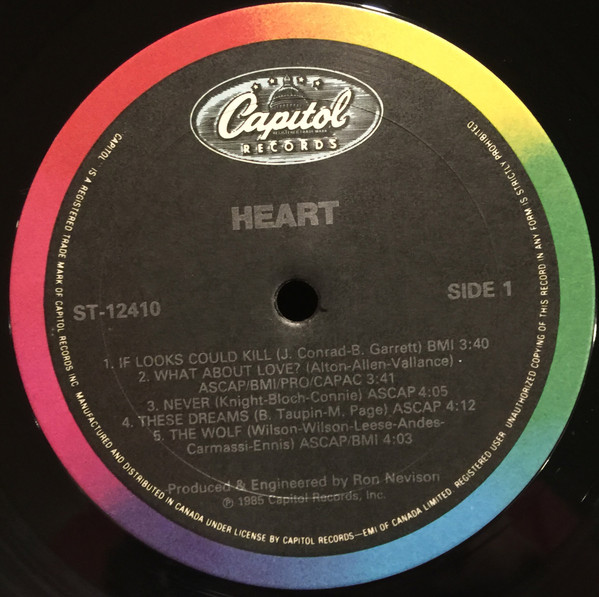 Capitol
RECORDS
HEART
ST-12410
SIDE 1
1. IF LOOKS COULD KILL (J. Conrad-B. Garrett) BMI 3:40
2. WHAT ABOUT LOVE? (Alton-Allen-Vallance)
ASCAP/BMI/PRO/CAPAC 3:41
3. NEVER (Knight-Bloch-Connie) ASCAP 4:05
4. THESE DREAMS (B. Taupin-M. Page) ASCAP 4:12
5. THE WOLF (Wilson-Wilson-Leese-Andes-
Carmassi-Ennis) ASCAP/BMI 4:03
Produced & Engineered by Ron Nevison
℗ 1985 Capitol Records, Inc.
CAPITOL IS A REGISTERED TRADE MARK OF CAPITOL RECORDS INC. MANUFACTURED AND DISTRIBUTED IN CANADA UNDER LICENSE BY CAPITOL RECORDS—EMI OF CANADA LIMITED. REGISTERED USER. UNAUTHORIZED COPYING OF THIS RECORD IN ANY FORM IS STRICTLY PROHIBITED